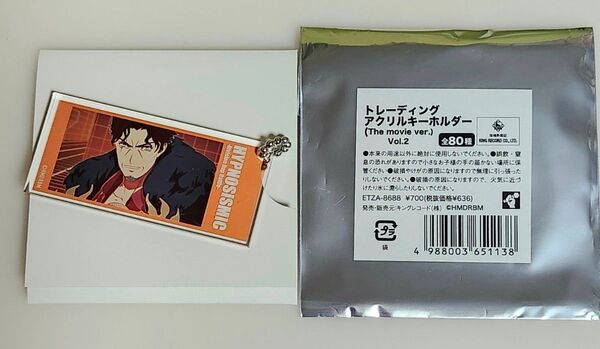 HYPNOSISMIC
-Division Rap Battle-
トレーディング
アクリルキーホルダー
(The movie ver.)
Vol.2
全80種
KING RECORD CO., LTD.
●本来の用途以外に絶対に使用しないでください。●誤飲・窒
息の恐れがありますので小さなお子様の手の届かない場所に保
管ください。●破損やけがの原因になりますので無理に引っ張った
りしないでください。●破損の原因になりますので、火気に近づ
けたり水に濡らしたりしないでください。
ETZA-8688 ¥700(税抜価格¥636)
発売・販売元:キングレコード(株) ©HMDRBM
プラ
袋
4 988003 651138